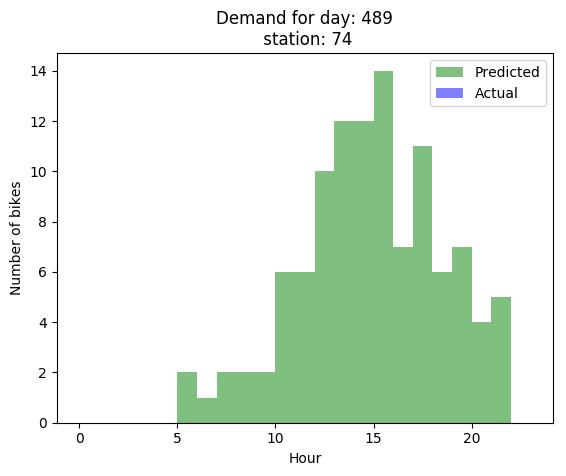 Demand for day: 489
station: 74
Predicted
Actual
14
12
10
8
6
4
2
0
Number of bikes
0 5 10 15 20
Hour